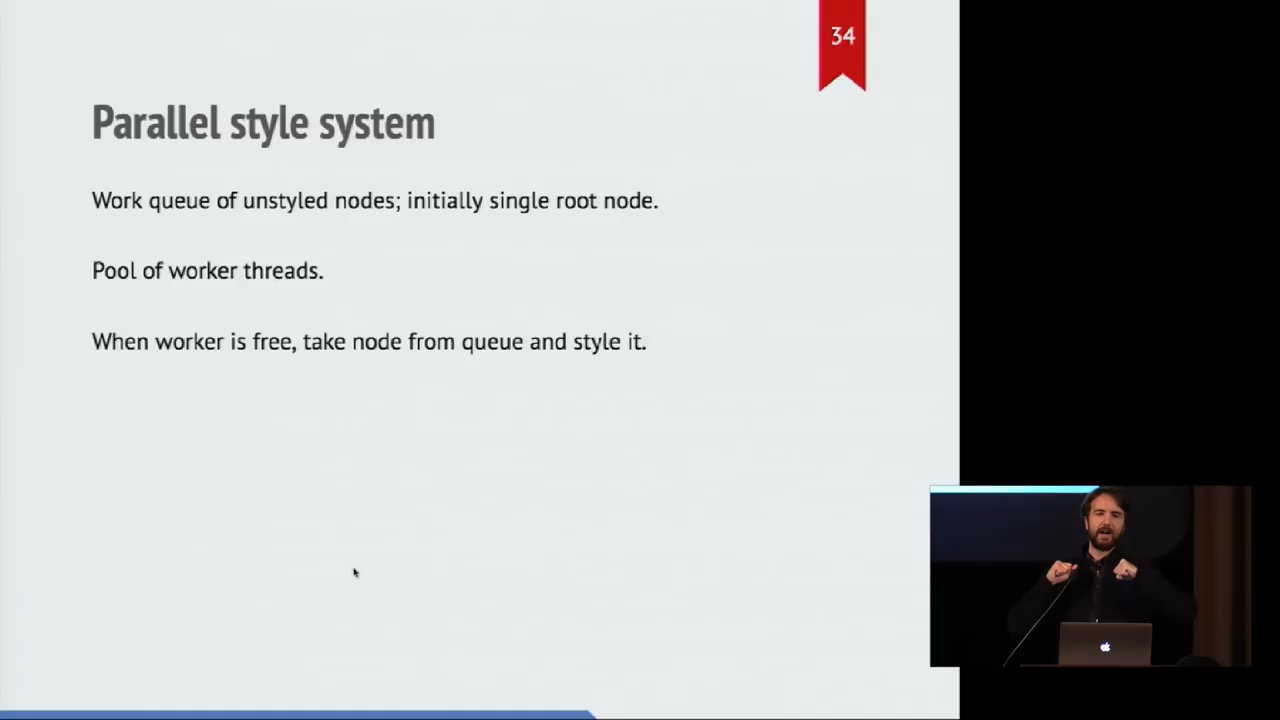 34
Parallel style system
Work queue of unstyled nodes; initially single root node.
Pool of worker threads.
When worker is free, take node from queue and style it.